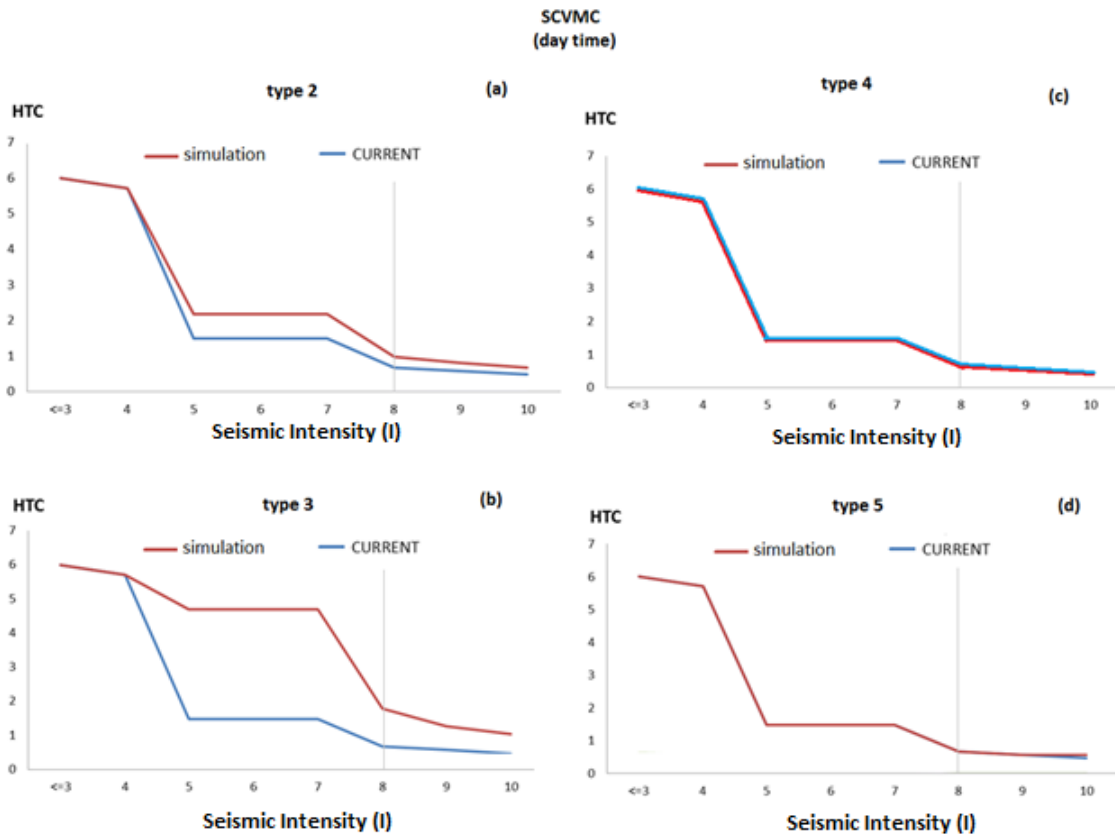 SCVMC
(day time)
type 2
(a)
HTC
simulation
CURRENT
7
6
5
4
3
2
1
0
<=3 4 5 6 7 8 9 10
Seismic Intensity (I)
type 4
(c)
HTC
simulation
CURRENT
7
6
5
4
3
2
1
0
<=3 4 5 6 7 8 9 10
Seismic Intensity (I)
type 3
(b)
HTC
simulation
CURRENT
7
6
5
4
3
2
1
0
<=3 4 5 6 7 8 9 10
Seismic Intensity (I)
type 5
(d)
HTC
simulation
CURRENT
7
6
5
4
3
2
1
0
<=3 4 5 6 7 8 9 10
Seismic Intensity (I)